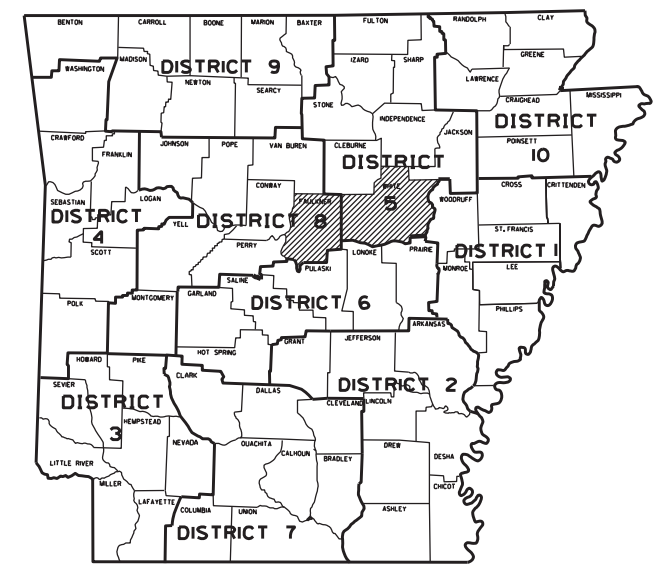 BENTON CARROLL BOONE MARION BAXTER FULTON RANDOLPH CLAY
WASHINGTON MADISON DISTRICT 9 IZARD SHARP GREENE
NEWTON SEARCY LAWRENCE
STONE CRAIGHEAD MISSISSIPPI
INDEPENDENCE DISTRICT
CRAWFORD JOHNSON POPE VAN BUREN CLEBURNE JACKSON POINSETT
FRANKLIN DISTRICT 10
CONWAY WHITE CROSS CRITTENDEN
SEBASTIAN LOGAN FAULKNER 5 WOODRUFF
DISTRICT DISTRICT 8
4 YELL ST. FRANCIS
SCOTT PERRY LONOKE PRAIRIE DISTRICT 1
PULASKI MONROE LEE
SALINE
POLK MONTGOMERY GARLAND DISTRICT 6 PHILLIPS
ARKANSAS
HOT SPRING GRANT JEFFERSON
HOWARD PIKE
SEVIER CLARK DISTRICT 2
DISTRICT DALLAS CLEVELAND LINCOLN
3 HEMPSTEAD
NEVADA OUACHITA CALHOUN DREW
LITTLE RIVER BRADLEY DESHA
MILLER CHICOT
LAFAYETTE COLUMBIA UNION ASHLEY
DISTRICT 7